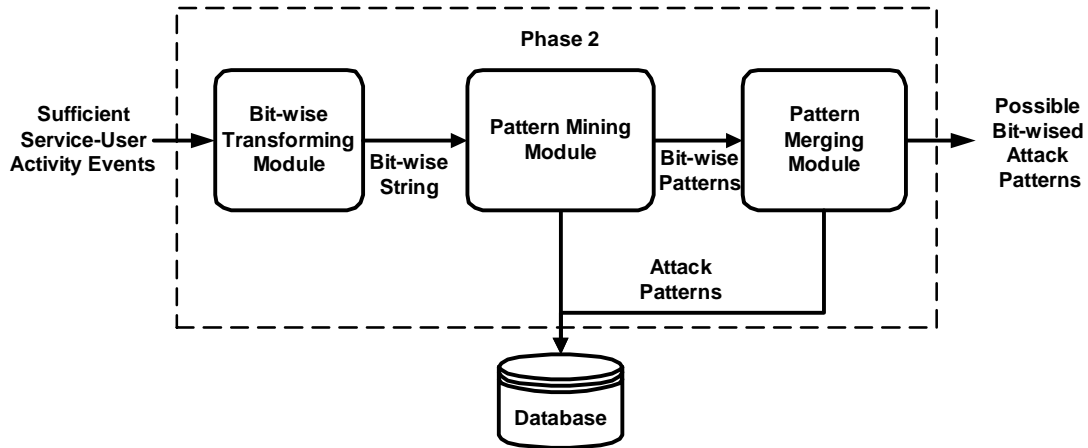 Phase 2
Sufficient
Service-User
Activity Events
Bit-wise
Transforming
Module
Bit-wise
String
Pattern Mining
Module
Bit-wise
Patterns
Pattern
Merging
Module
Possible
Bit-wised
Attack
Patterns
Attack
Patterns
Database